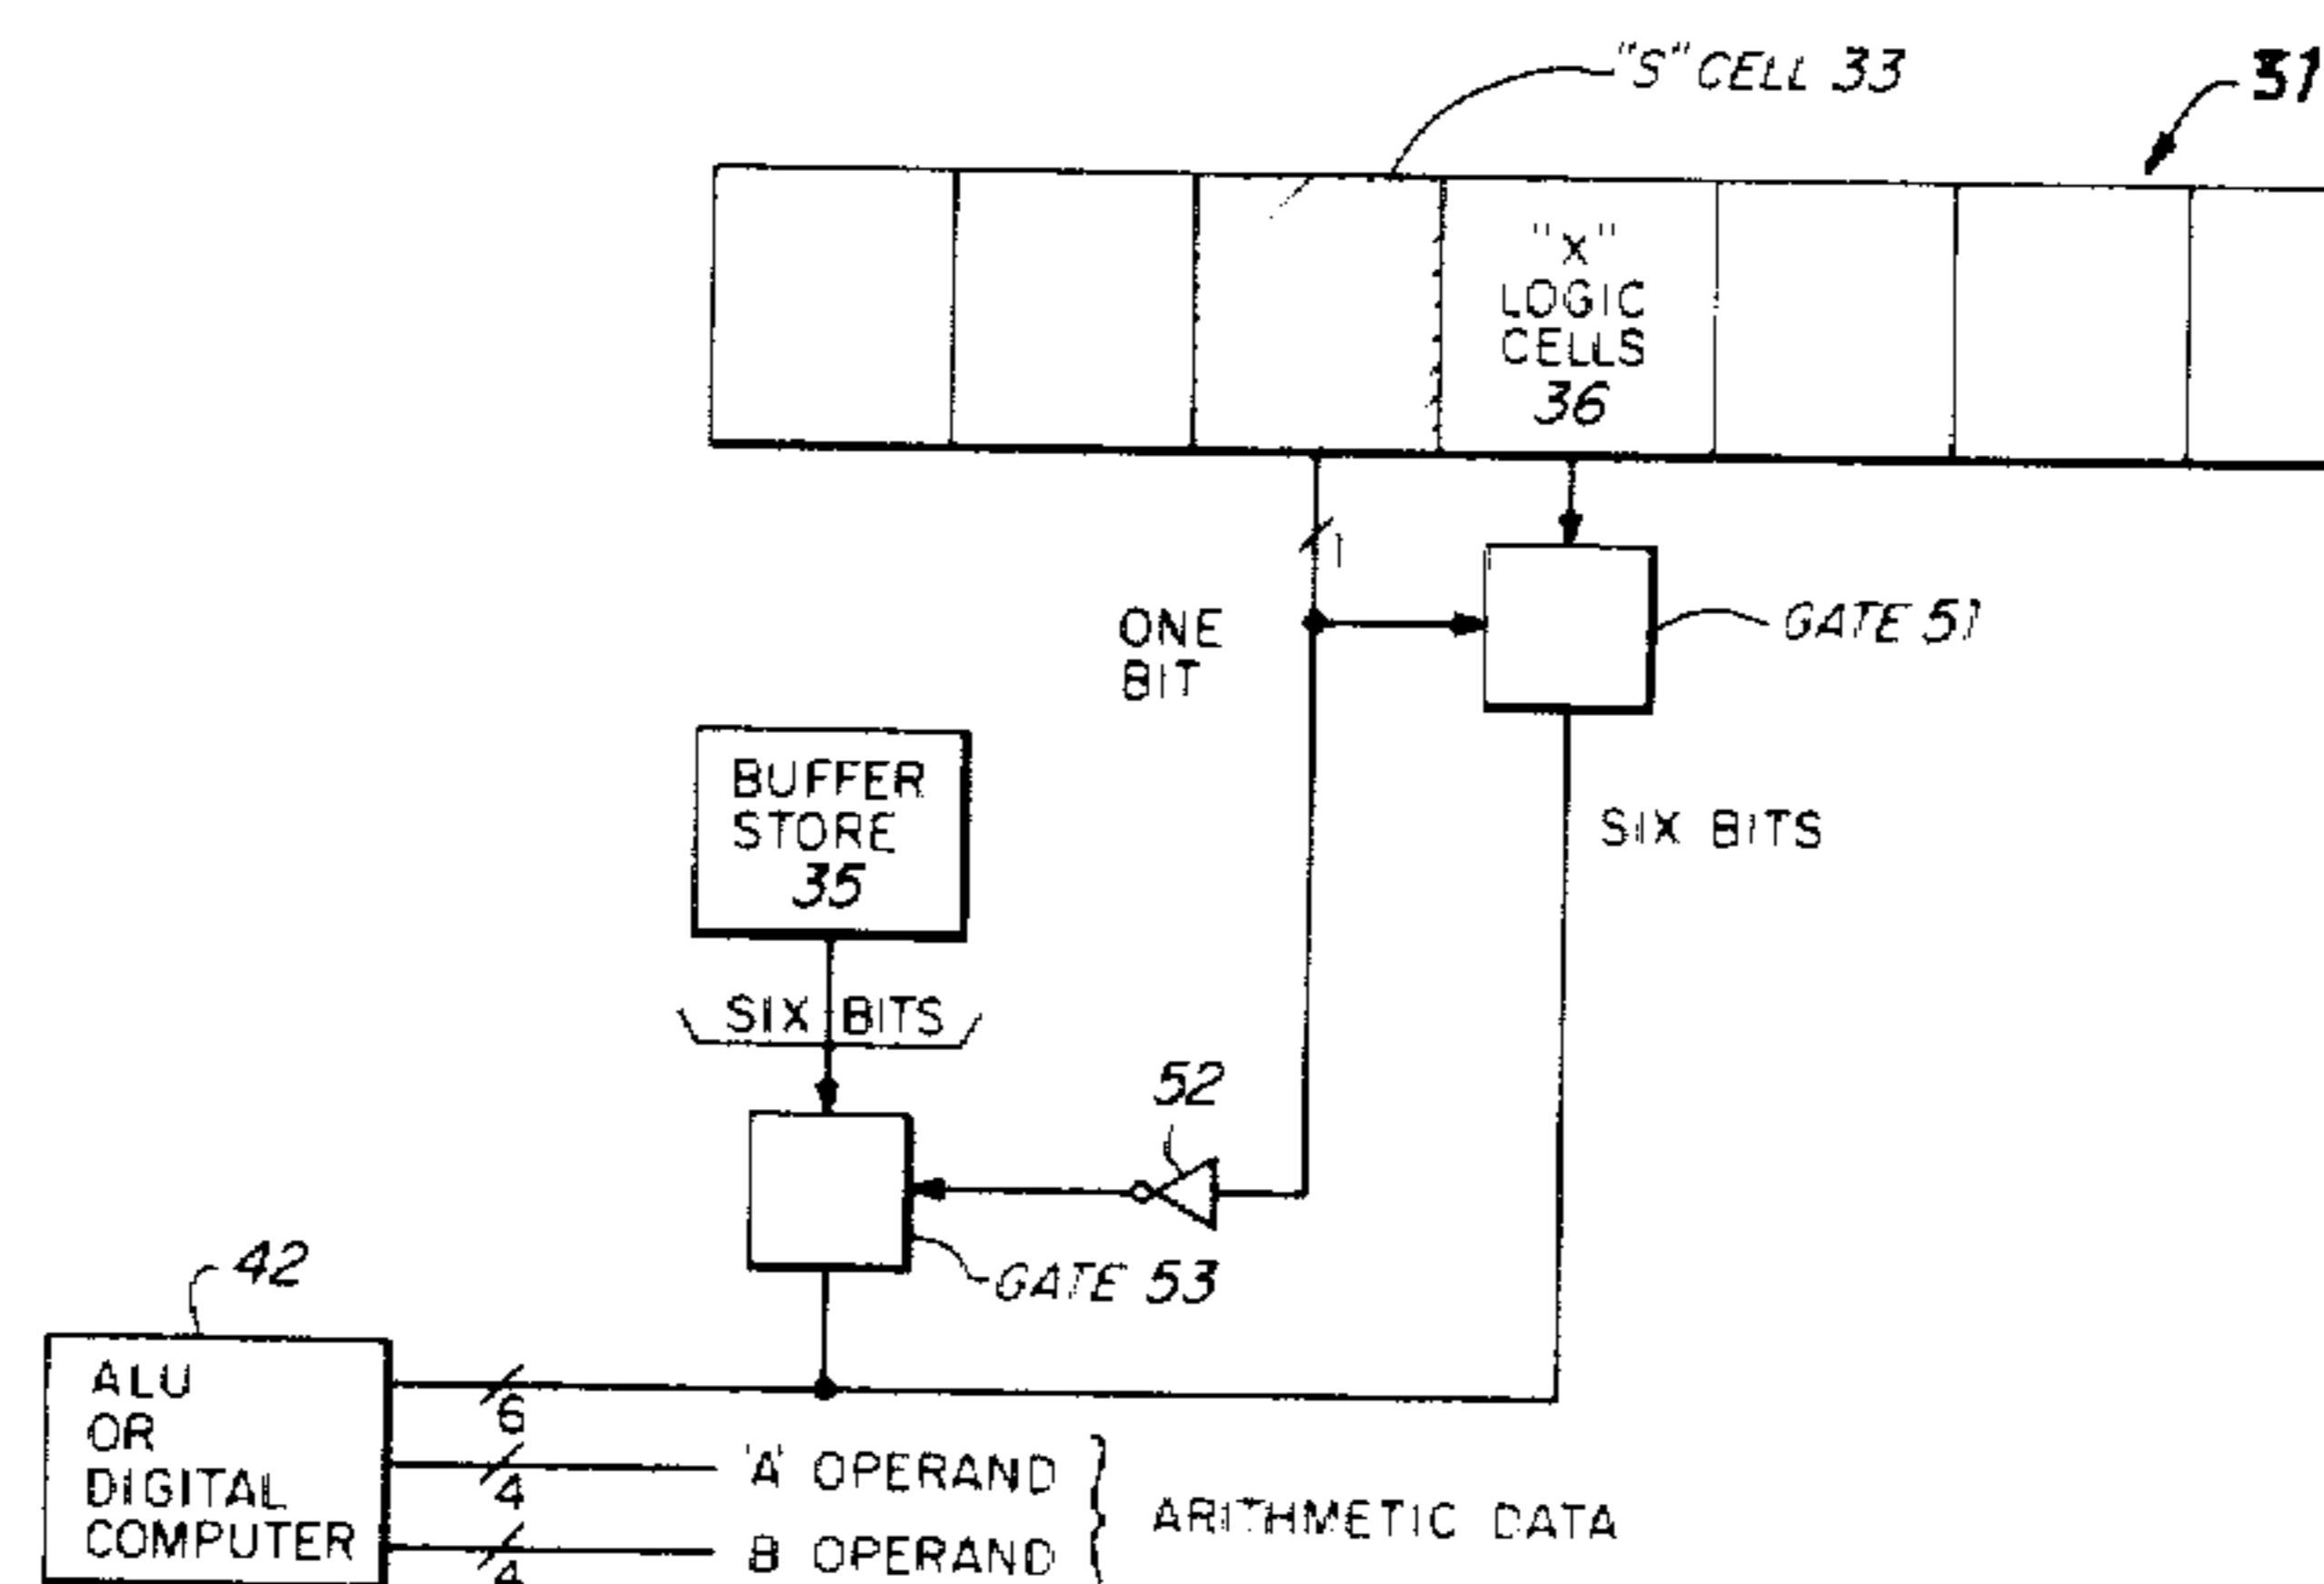 "S" CELL 33
31
"X"
LOGIC
CELLS
36
1
ONE
BIT
GATE 51
BUFFER
STORE
35
SIX BITS
SIX BITS
52
GATE 53
42
ALU
OR
DIGITAL
COMPUTER
6
4
4
'A' OPERAND
B OPERAND
ARITHMETIC DATA